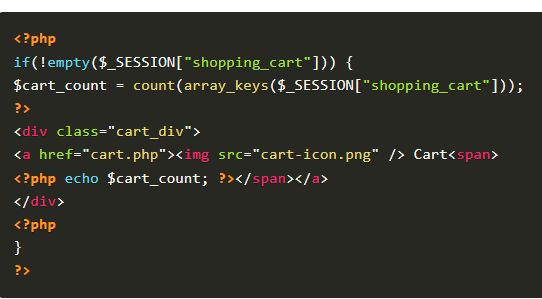 <?php
if(!empty($_SESSION["shopping_cart"])) {
$cart_count = count(array_keys($_SESSION["shopping_cart"]));
?>
<div class="cart_div">
<a href="cart.php"><img src="cart-icon.png" /> Cart<span>
<?php echo $cart_count; ?></span></a>
</div>
<?php
}
?>